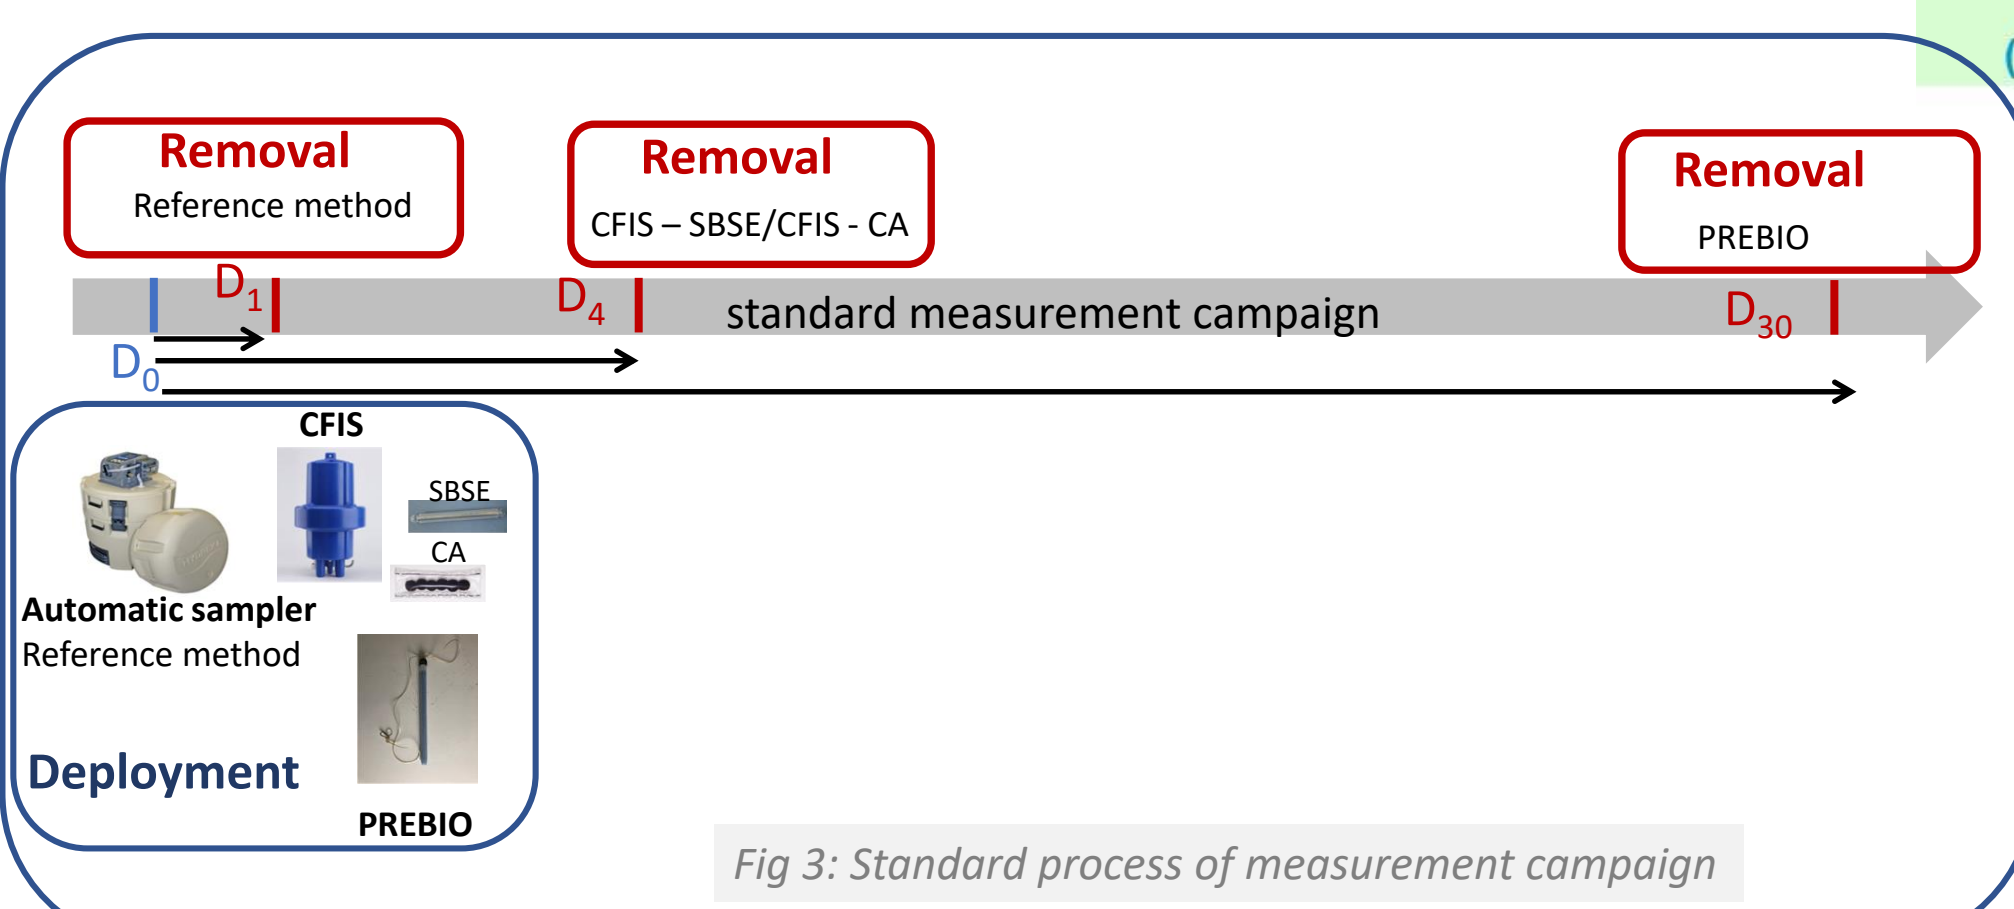 Removal
Reference method
Removal
CFIS – SBSE/CFIS - CA
Removal
PREBIO
D1
D4
standard measurement campaign
D30
D0
CFIS
SBSE
CA
Automatic sampler
Reference method
Deployment
PREBIO
Fig 3: Standard process of measurement campaign